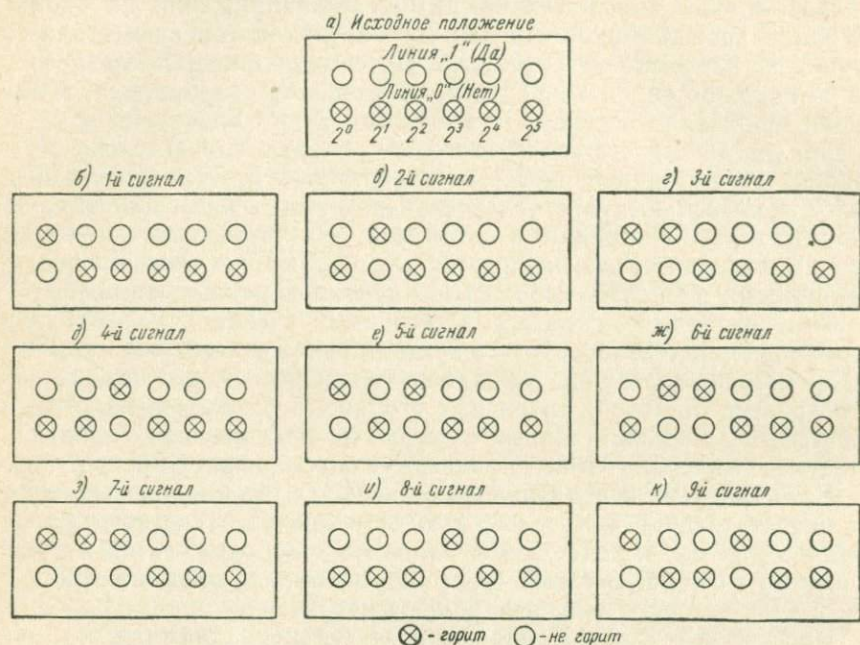 а) Исходное положение
Линия „1“ (Да)
Линия „0“ (Нет)
2⁰ 2¹ 2² 2³ 2⁴ 2⁵
б) 1-й сигнал
в) 2-й сигнал
г) 3-й сигнал
д) 4-й сигнал
е) 5-й сигнал
ж) 6-й сигнал
з) 7-й сигнал
и) 8-й сигнал
к) 9-й сигнал
- горит
- не горит